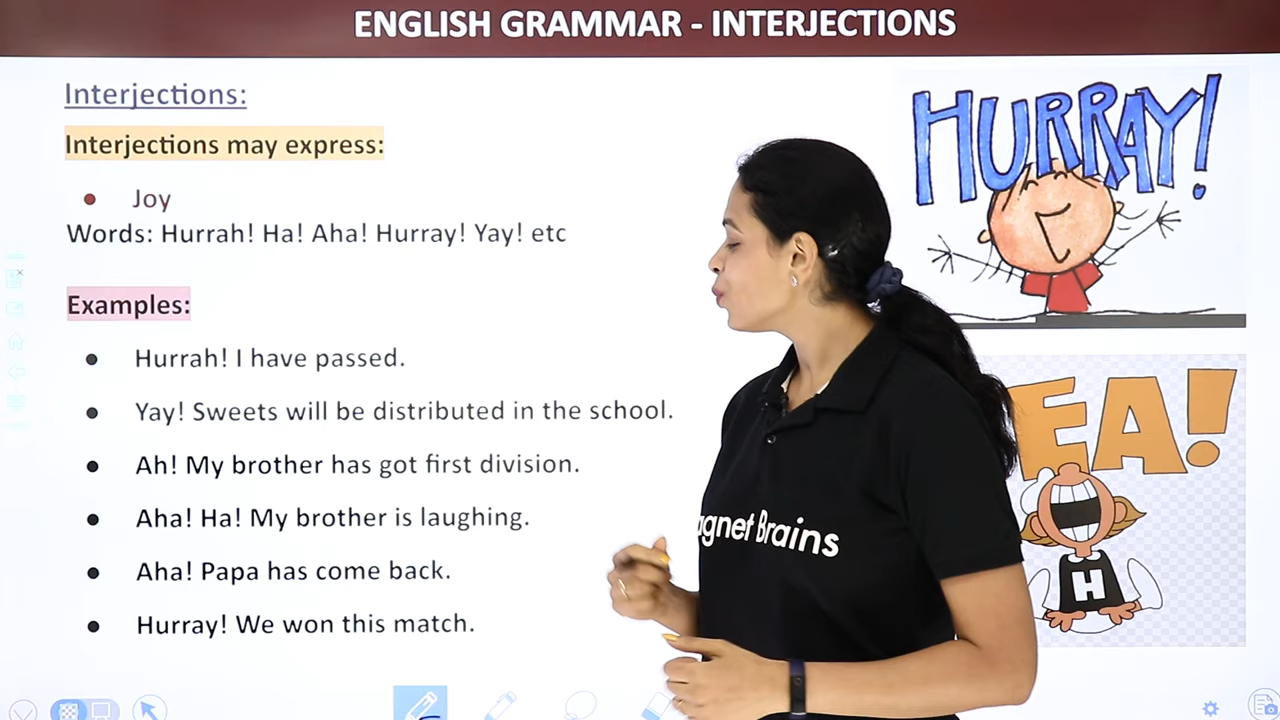 ENGLISH GRAMMAR - INTERJECTIONS
Interjections:
Interjections may express:
Joy
Words: Hurrah! Ha! Aha! Hurray! Yay! etc
Examples:
Hurrah! I have passed.
Yay! Sweets will be distributed in the school.
Ah! My brother has got first division.
Aha! Ha! My brother is laughing.
Aha! Papa has come back.
Hurray! We won this match.
HURRAY!
EA!
H
agnet Brains